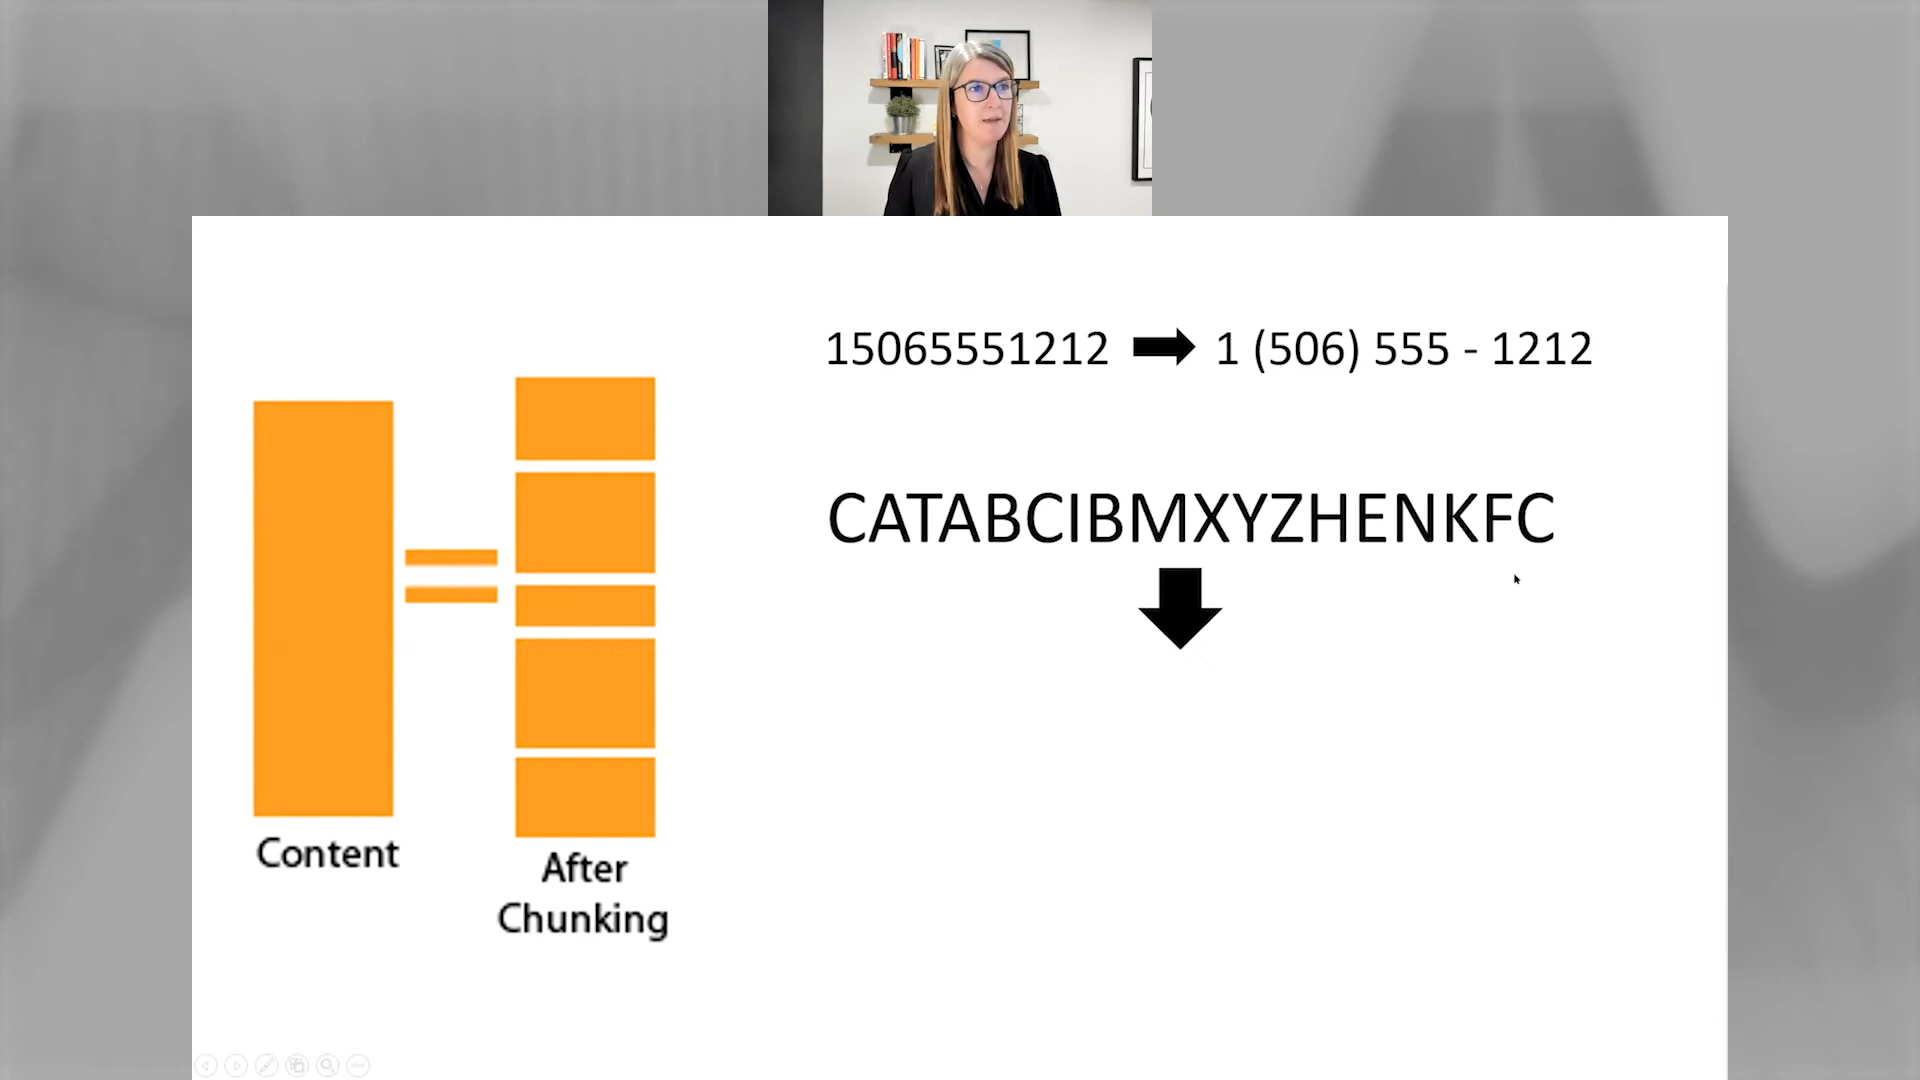 15065551212 ➡ 1 (506) 555 - 1212
CATABCIBMXYZHENKFC
Content
After
Chunking